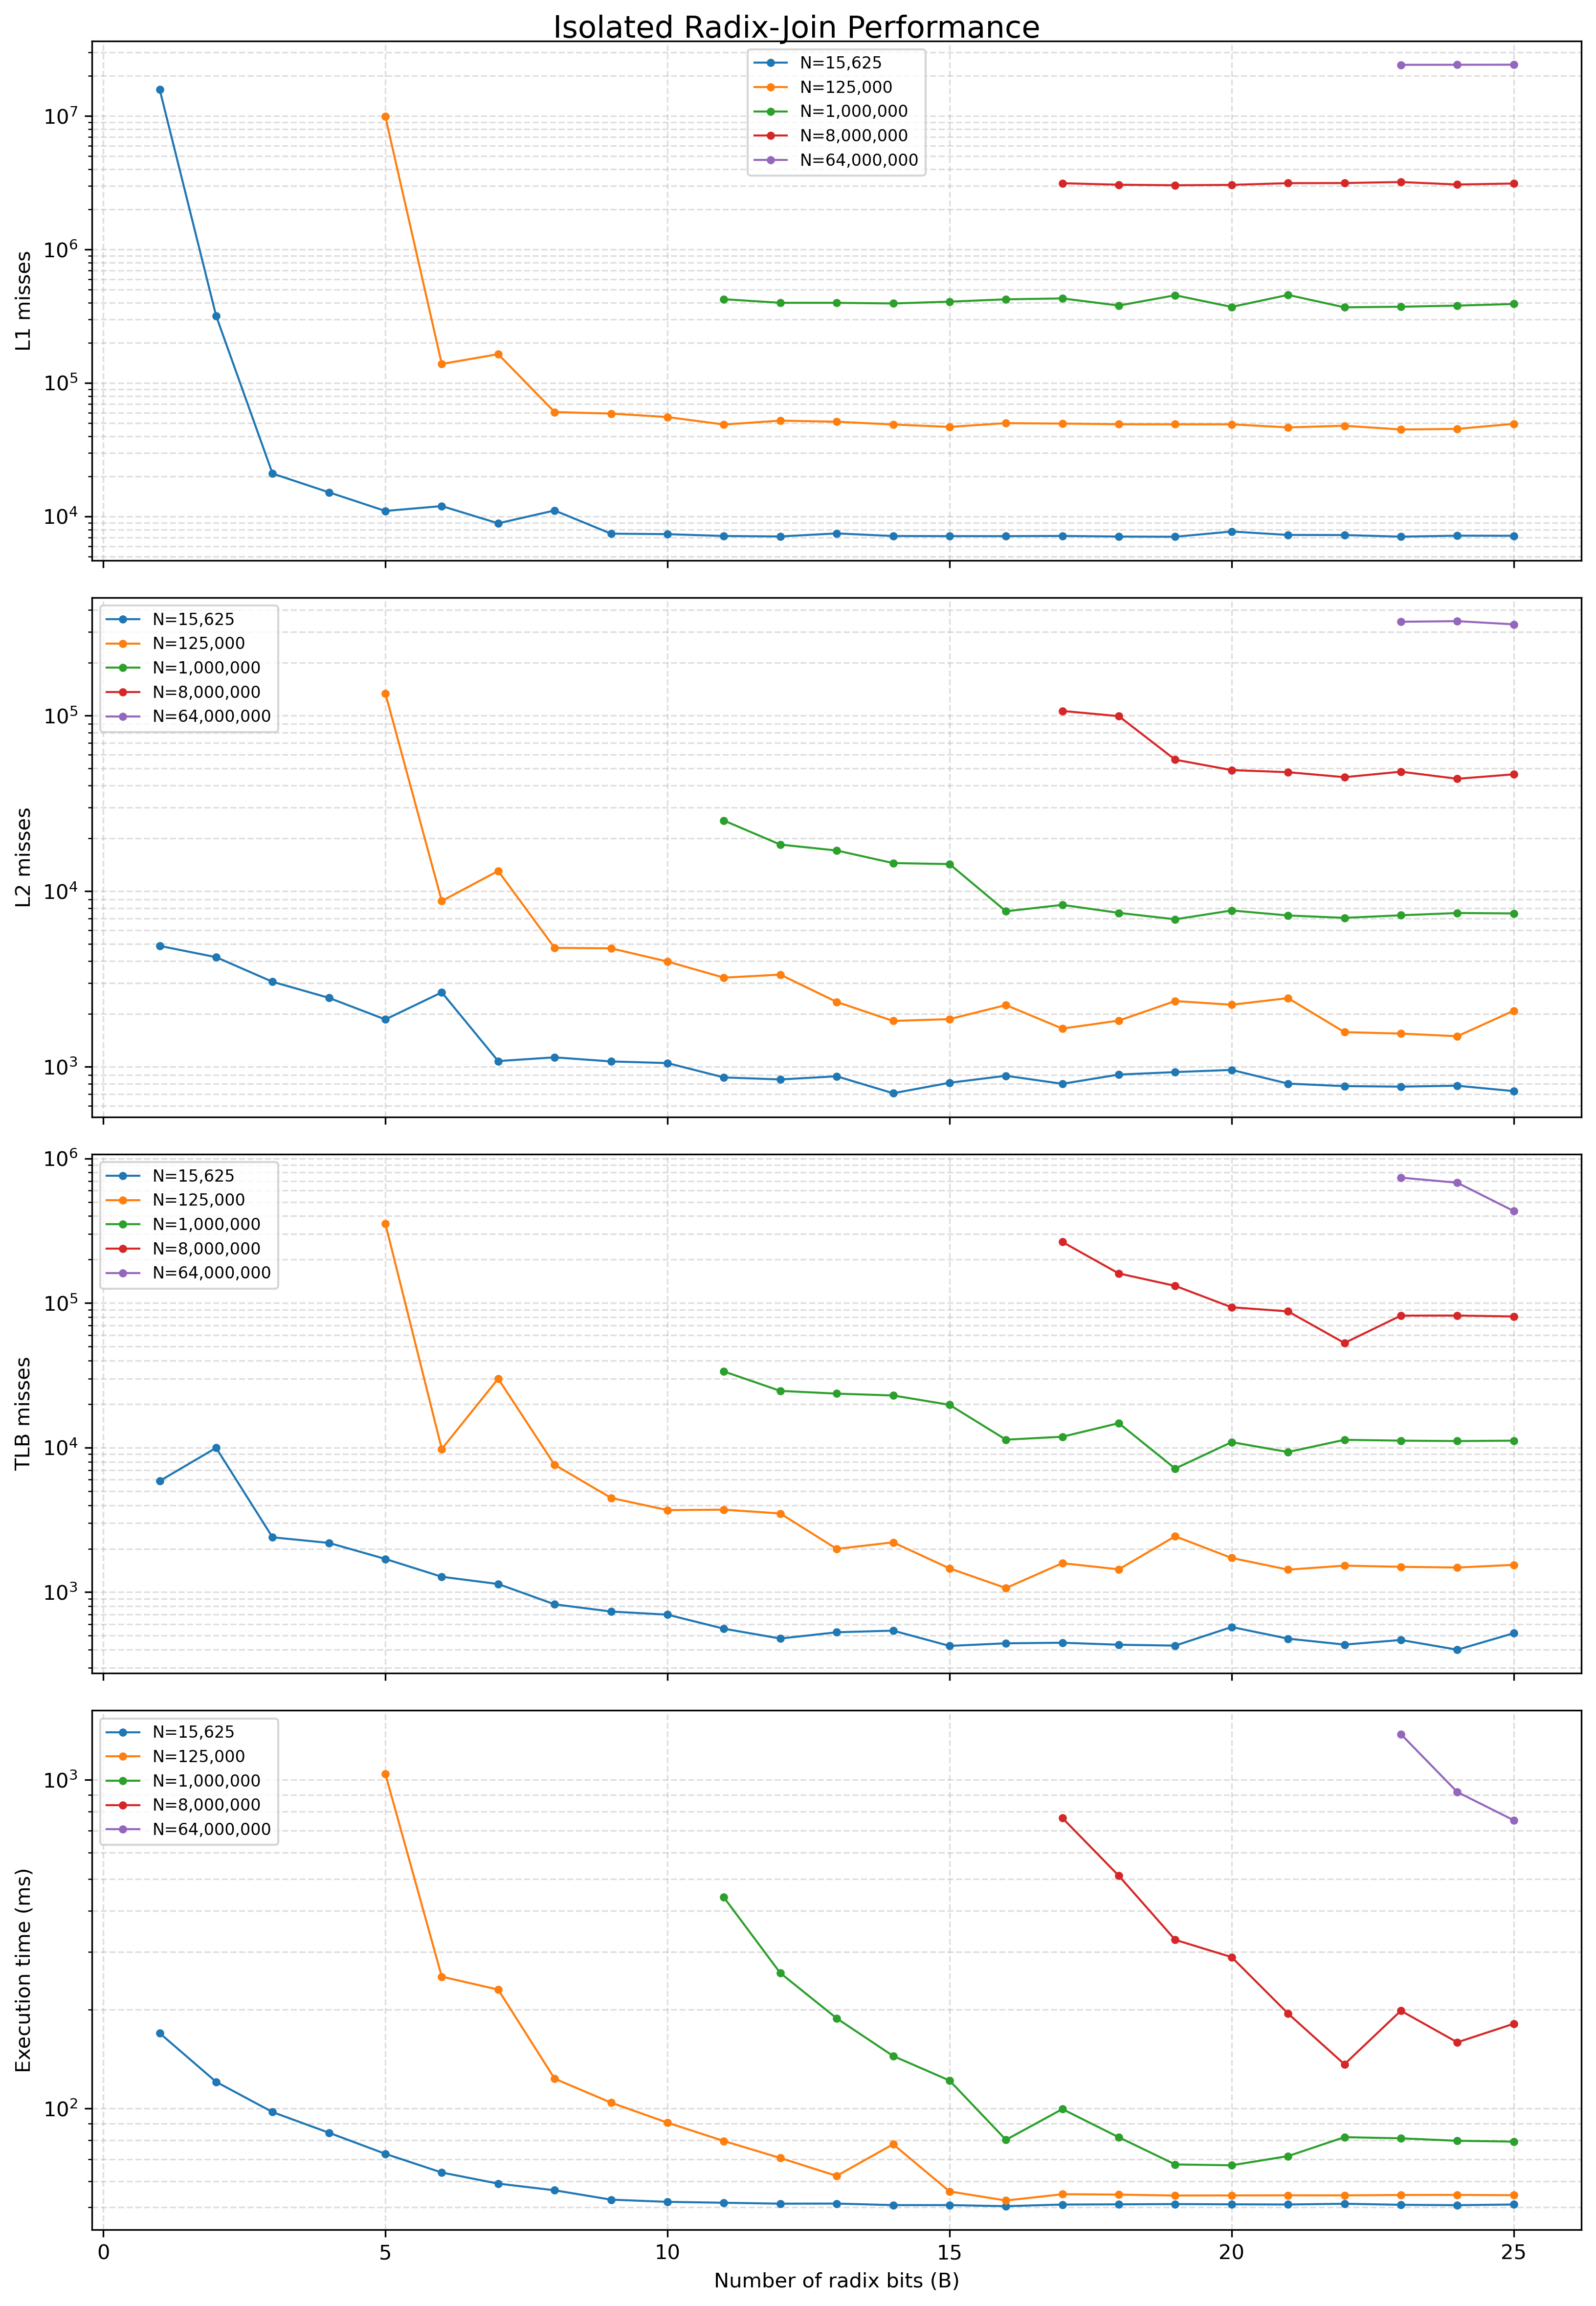 Isolated Radix-Join Performance
N=15,625
N=125,000
N=1,000,000
N=8,000,000
N=64,000,000
10⁷
10⁶
10⁵
10⁴
L1 misses
N=15,625
N=125,000
N=1,000,000
N=8,000,000
N=64,000,000
10⁵
10⁴
10³
L2 misses
N=15,625
N=125,000
N=1,000,000
N=8,000,000
N=64,000,000
10⁶
10⁵
10⁴
10³
TLB misses
N=15,625
N=125,000
N=1,000,000
N=8,000,000
N=64,000,000
10³
10²
Execution time (ms)
0 5 10 15 20 25
Number of radix bits (B)